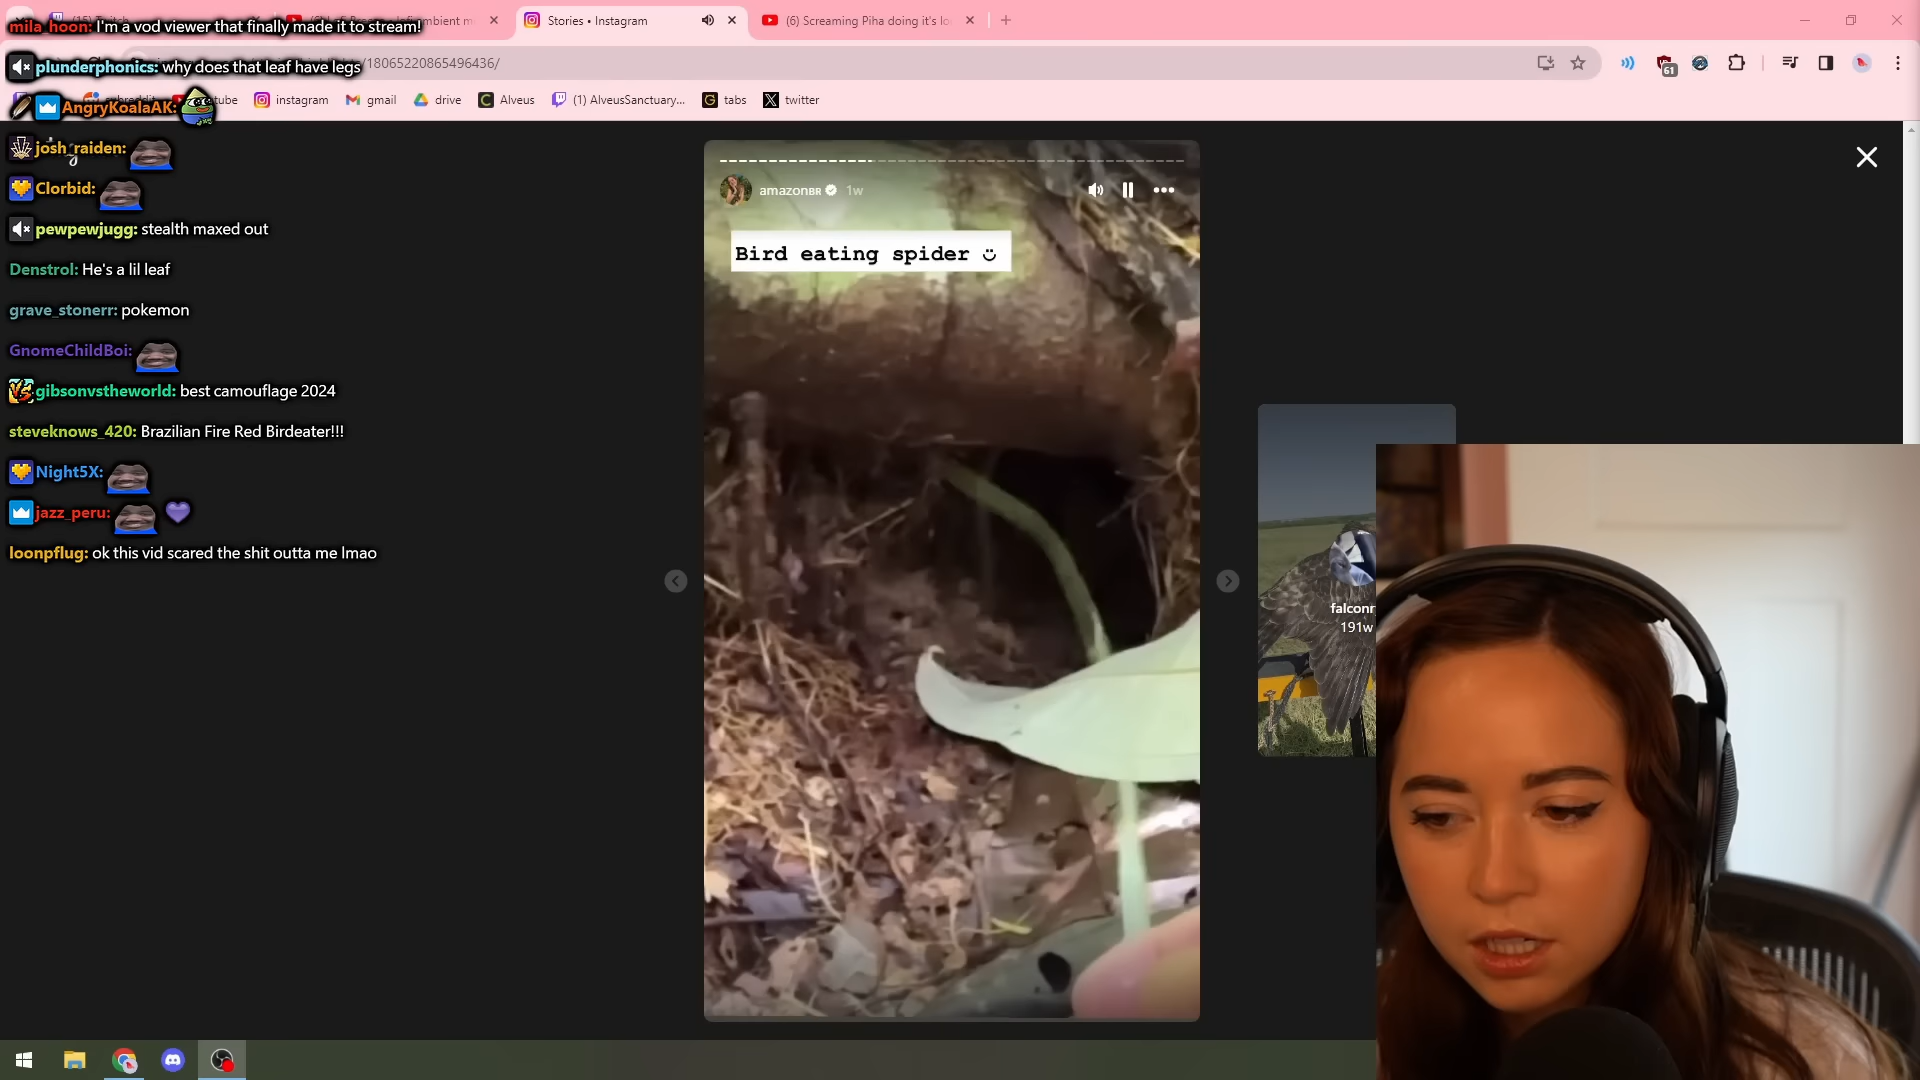 Stories • Instagram
(6) Screaming Piha doing it's lo
mila_hoon: I'm a vod viewer that finally made it to stream!
plunderphonics: why does that leaf have legs
/18065220865496436/
61
instagram
gmail
drive
Alveus
(1) AlveusSanctuary...
tabs
twitter
AngryKoalaAK:
josh_raiden:
Clorbid:
pewpewjugg: stealth maxed out
Denstrol: He's a lil leaf
grave_stonerr: pokemon
GnomeChildBoi:
gibsonvstheworld: best camouflage 2024
steveknows_420: Brazilian Fire Red Birdeater!!!
Night5X:
jazz_peru:
loonpflug: ok this vid scared the shit outta me lmao
amazonBR 1w
Bird eating spider
falconr
191w